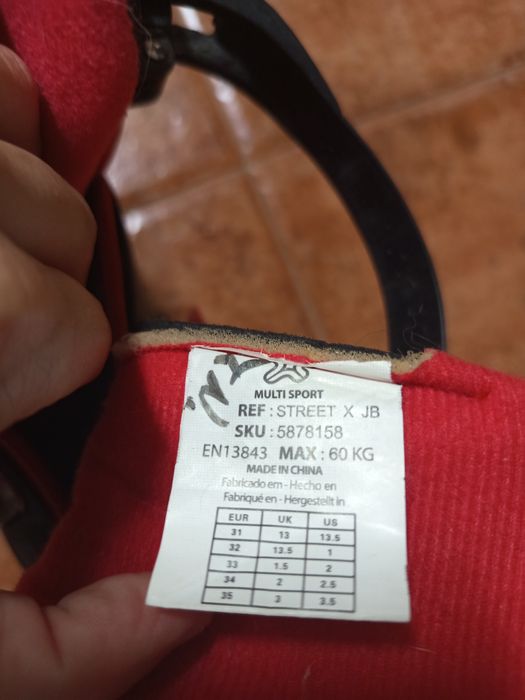 MULTI SPORT
REF : STREET X JB
SKU : 5878158
EN13843 MAX : 60 KG
MADE IN CHINA
Fabricado em - Hecho en
Fabriqué en - Hergestellt in
EUR UK US
31 13 13.5
32 13.5 1
33 1.5 2
34 2 2.5
35 3 3.5